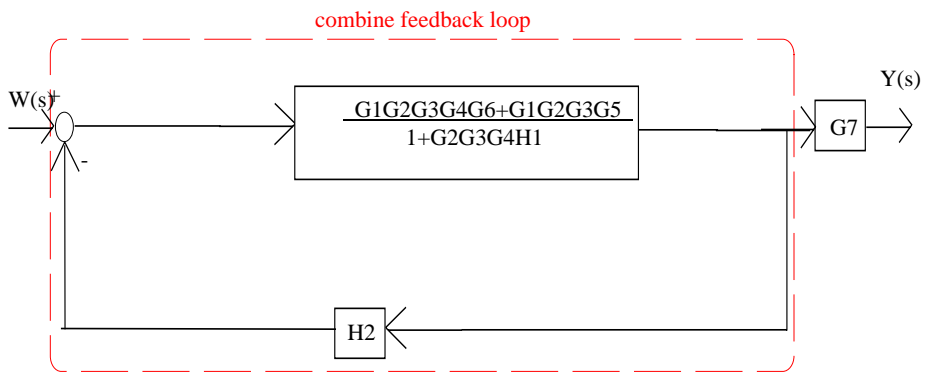 combine feedback loop
W(s)
+
Y(s)
G1G2G3G4G6+G1G2G3G5
1+G2G3G4H1
G7
-
H2